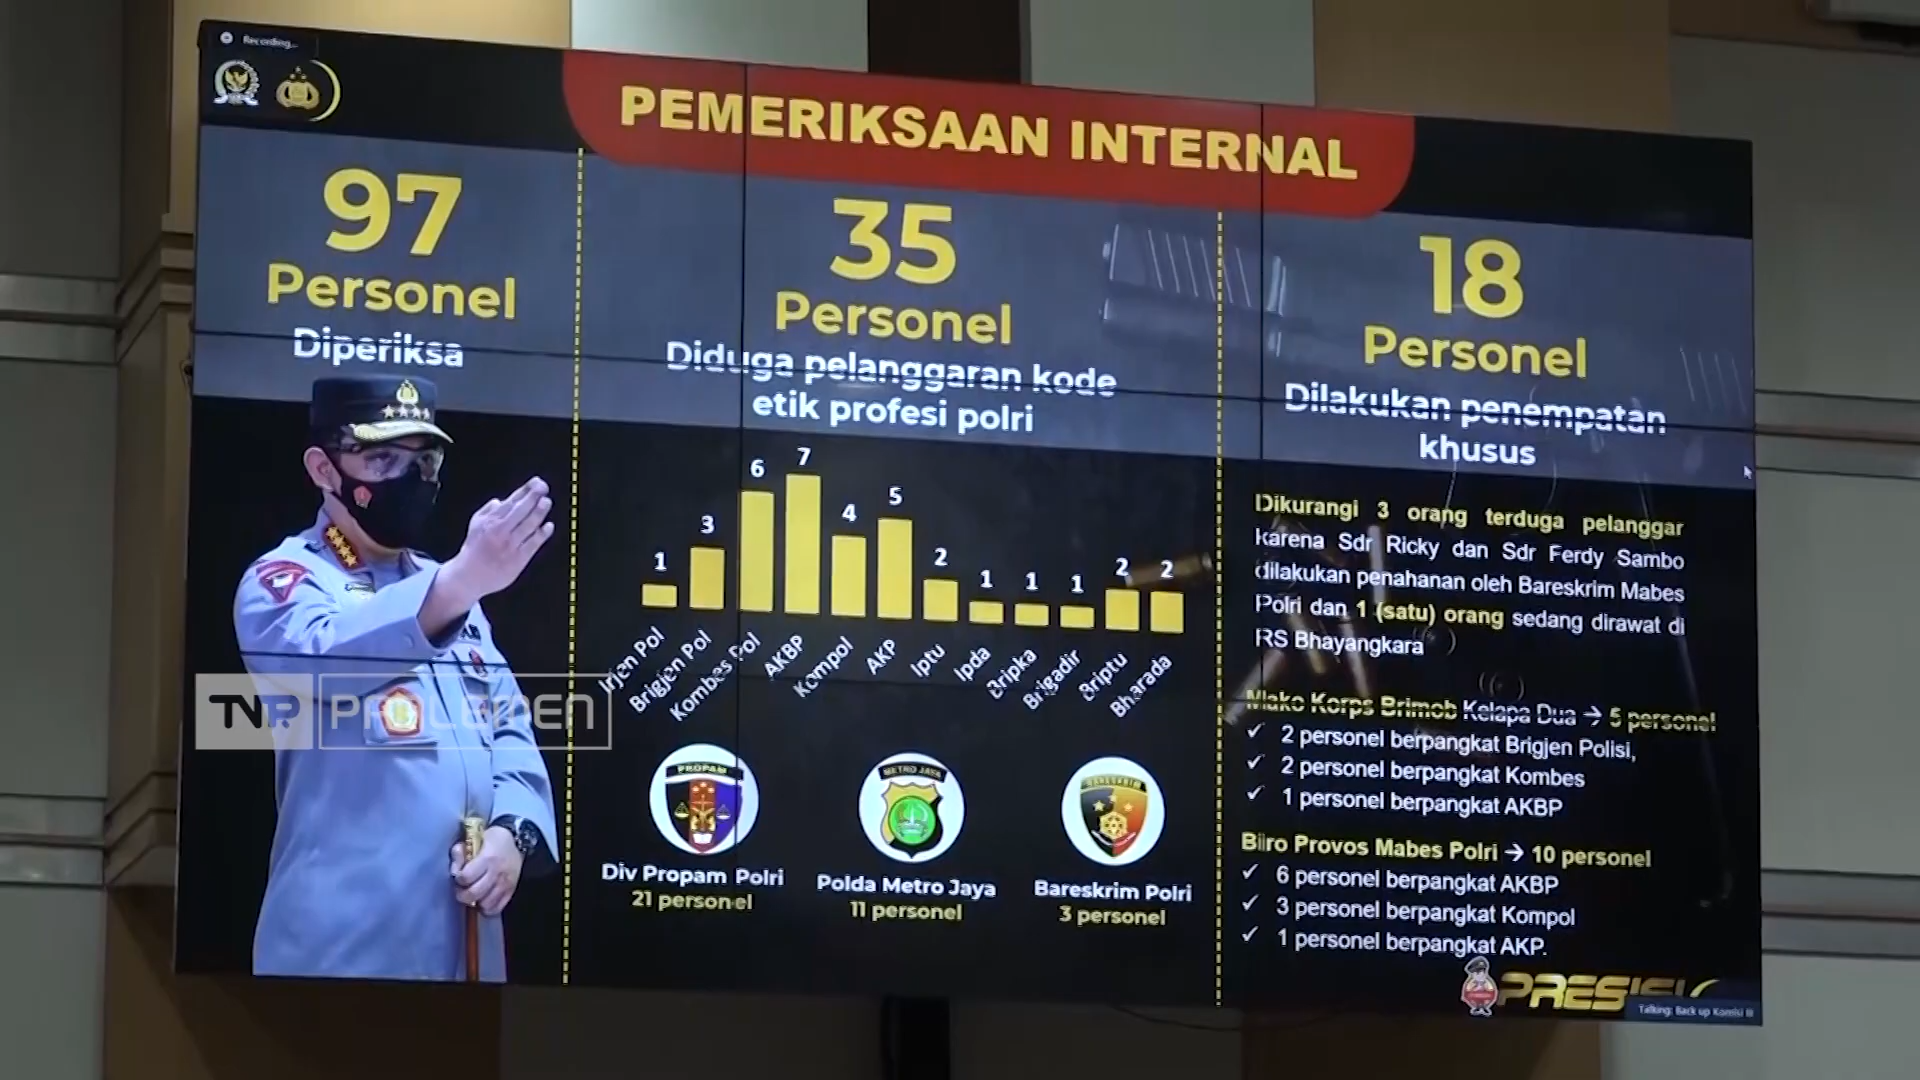 Recording...
PEMERIKSAAN INTERNAL
97
Personel
Diperiksa
35
Personel
Diduga pelanggaran kode
etik profesi polri
1 3 6 7 4 5 2 1 1 1 2 2
Irjen Pol
Brigjen Pol
Kombes Pol
AKBP
Kompol
AKP
Iptu
Ipda
Bripka
Brigadir
Briptu
Bharada
PROPAM
Div Propam Polri
21 personel
METRO JAYA
Polda Metro Jaya
11 personel
BARESKRIM
Bareskrim Polri
3 personel
18
Personel
Dilakukan penempatan
khusus
Dikurangi 3 orang terduga pelanggar
karena Sdr Ricky dan Sdr Ferdy Sambo
dilakukan penahanan oleh Bareskrim Mabes
Polri dan 1 (satu) orang sedang dirawat di
RS Bhayangkara
Mako Korps Brimob Kelapa Dua → 5 personel
✓ 2 personel berpangkat Brigjen Polisi,
✓ 2 personel berpangkat Kombes
✓ 1 personel berpangkat AKBP
Biro Provos Mabes Polri → 10 personel
✓ 6 personel berpangkat AKBP
✓ 3 personel berpangkat Kompol
✓ 1 personel berpangkat AKP.
PRESISI
Talking: Back up Komisi III
TVR PARLEMEN